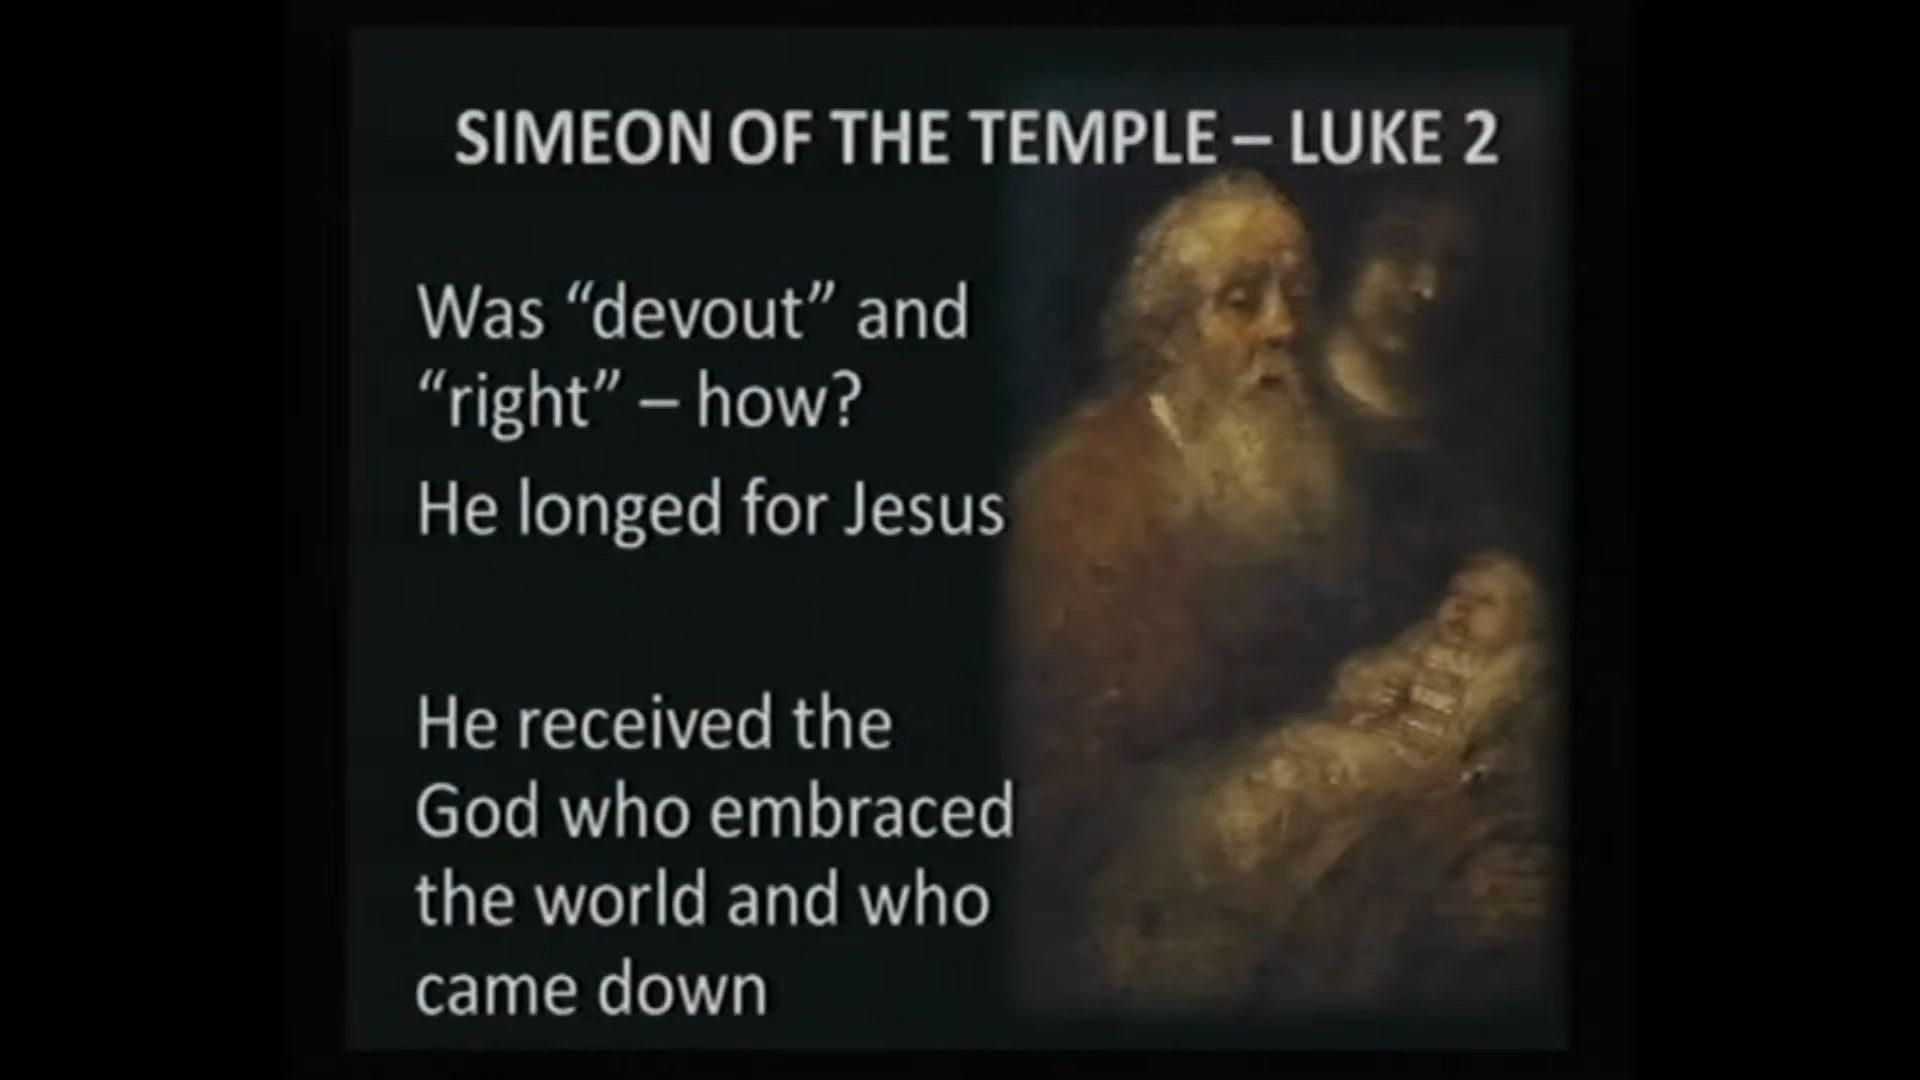 SIMEON OF THE TEMPLE – LUKE 2
Was “devout” and
“right” – how?
He longed for Jesus
He received the
God who embraced
the world and who
came down